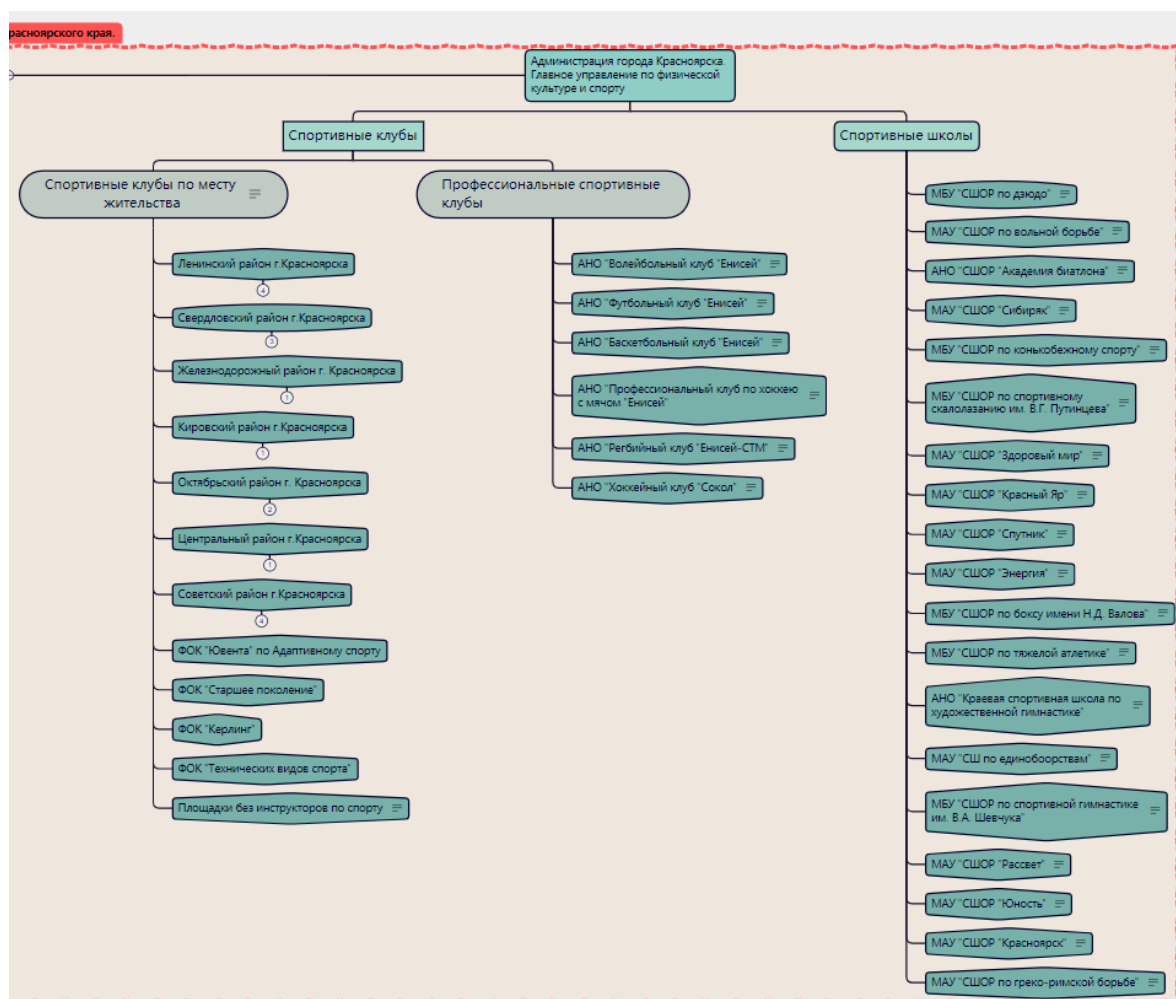 расноярского края.
Администрация города Красноярска.
Главное управление по физической
культуре и спорту
Спортивные клубы
Спортивные школы
Спортивные клубы по месту
жительства
Профессиональные спортивные
клубы
Ленинский район г.Красноярска
4
Свердловский район г.Красноярска
3
Железнодорожный район г. Красноярска
1
Кировский район г.Красноярска
1
Октябрьский район г. Красноярска
2
Центральный район г.Красноярска
1
Советский район г.Красноярска
4
ФОК "Ювента" по Адаптивному спорту
ФОК "Старшее поколение"
ФОК "Керлинг"
ФОК "Технических видов спорта"
Площадки без инструкторов по спорту
АНО "Волейбольный клуб "Енисей"
АНО "Футбольный клуб "Енисей"
АНО "Баскетбольный клуб "Енисей"
АНО "Профессиональный клуб по хоккею
с мячом "Енисей"
АНО "Регбийный клуб "Енисей-СТМ"
АНО "Хоккейный клуб "Сокол"
МБУ "СШОР по дзюдо"
МАУ "СШОР по вольной борьбе"
АНО "СШОР "Академия биатлона"
МАУ "СШОР "Сибиряк"
МБУ "СШОР по конькобежному спорту"
МБУ "СШОР по спортивному
скалолазанию им. В.Г. Путинцева"
МАУ "СШОР "Здоровый мир"
МАУ "СШОР "Красный Яр"
МАУ "СШОР "Спутник"
МАУ "СШОР "Энергия"
МБУ "СШОР по боксу имени Н.Д. Валова"
МБУ "СШОР по тяжелой атлетике"
АНО "Краевая спортивная школа по
художественной гимнастике"
МАУ "СШ по единобоорствам"
МБУ "СШОР по спортивной гимнастике
им. В.А. Шевчука"
МАУ "СШОР "Рассвет"
МАУ "СШОР "Юность"
МАУ "СШОР "Красноярск"
МАУ "СШОР по греко-римской борьбе"